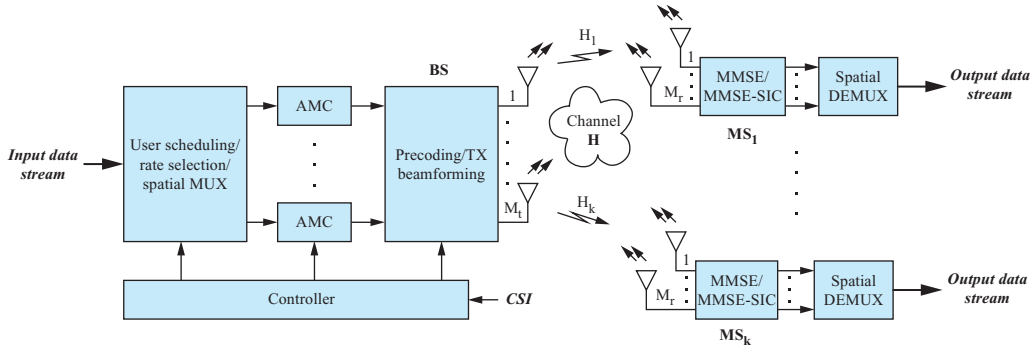 Input data
stream
User scheduling/
rate selection/
spatial MUX
AMC
AMC
BS
Precoding/TX
beamforming
1
M_t
Controller
CSI
H_1
Channel
H
H_k
1
M_r
MMSE/
MMSE-SIC
MS_1
Spatial
DEMUX
Output data
stream
1
M_r
MMSE/
MMSE-SIC
MS_k
Spatial
DEMUX
Output data
stream